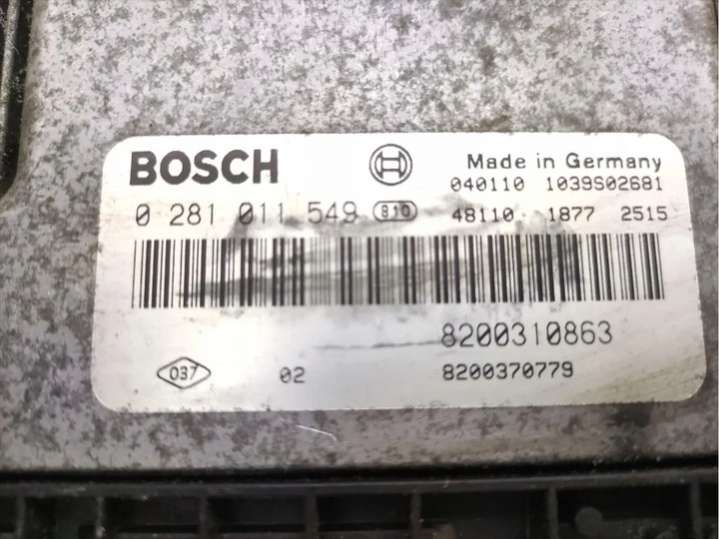 BOSCH
Made in Germany
040110 1039S02681
0 281 011 549 810
48110 1877 2515
8200310863
037 02 8200370779